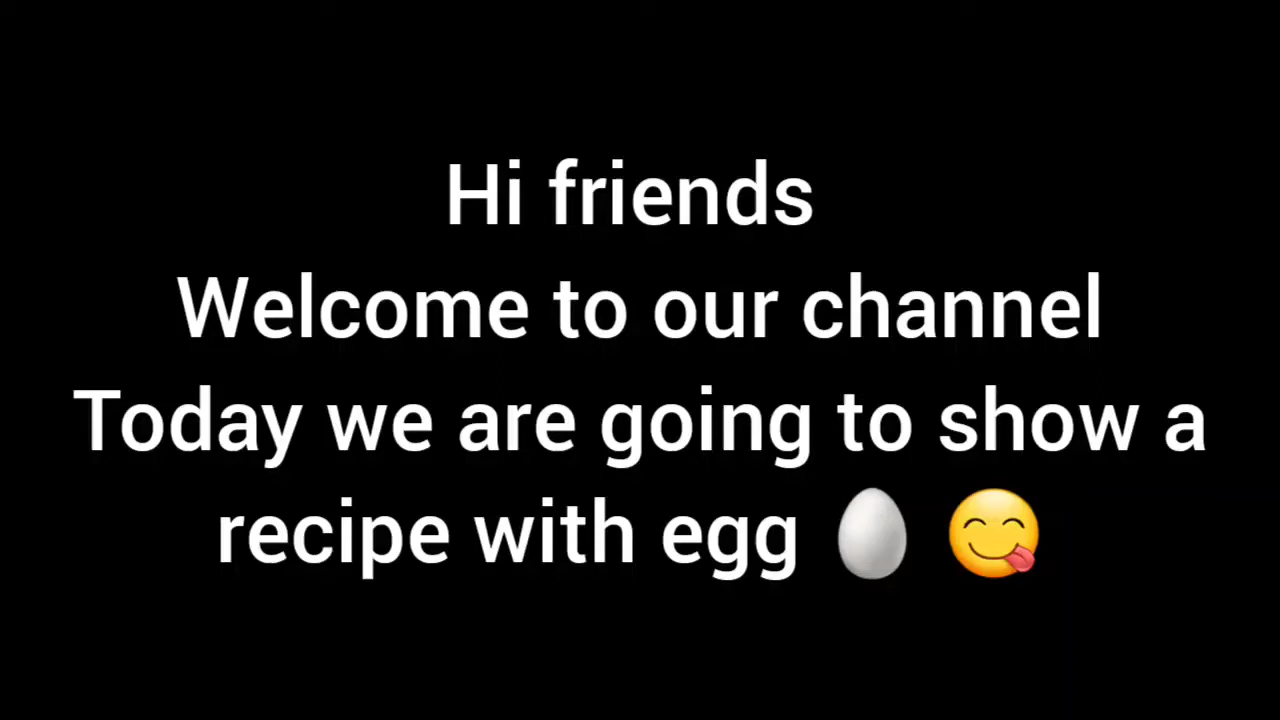 Hi friends
Welcome to our channel
Today we are going to show a
recipe with egg 🥚 😋